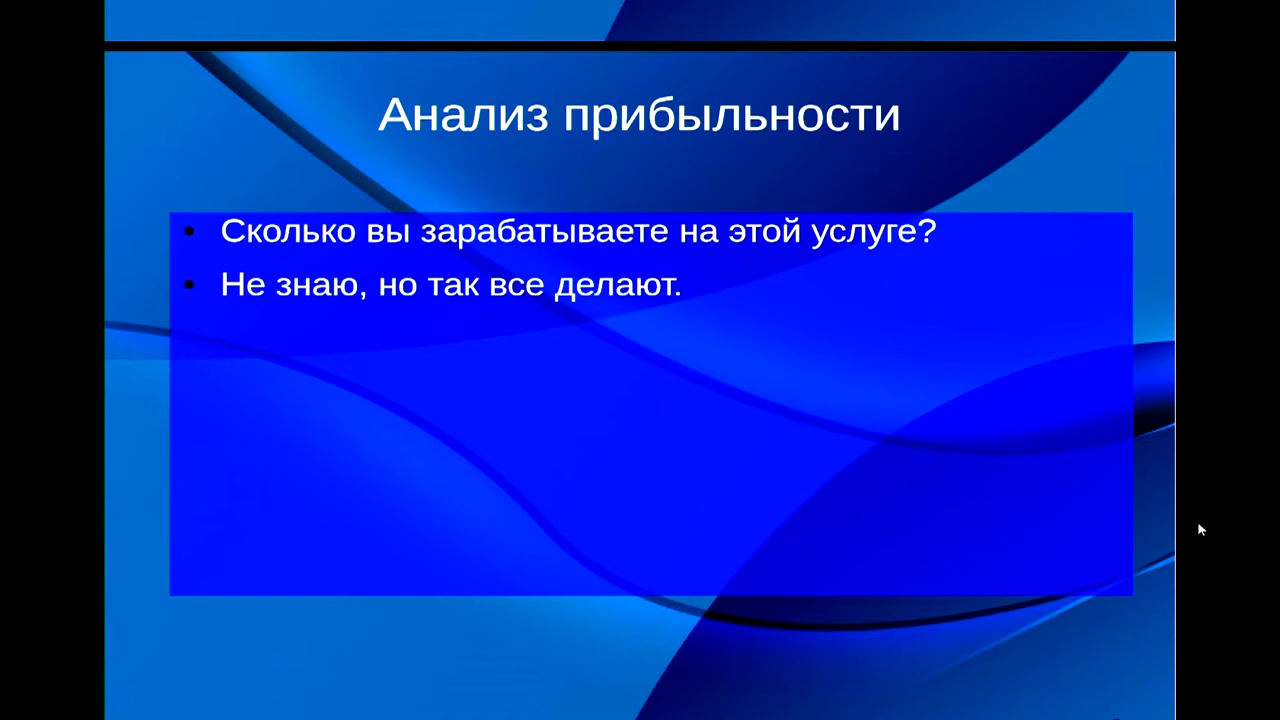 Анализ прибыльности
• Сколько вы зарабатываете на этой услуге?
• Не знаю, но так все делают.